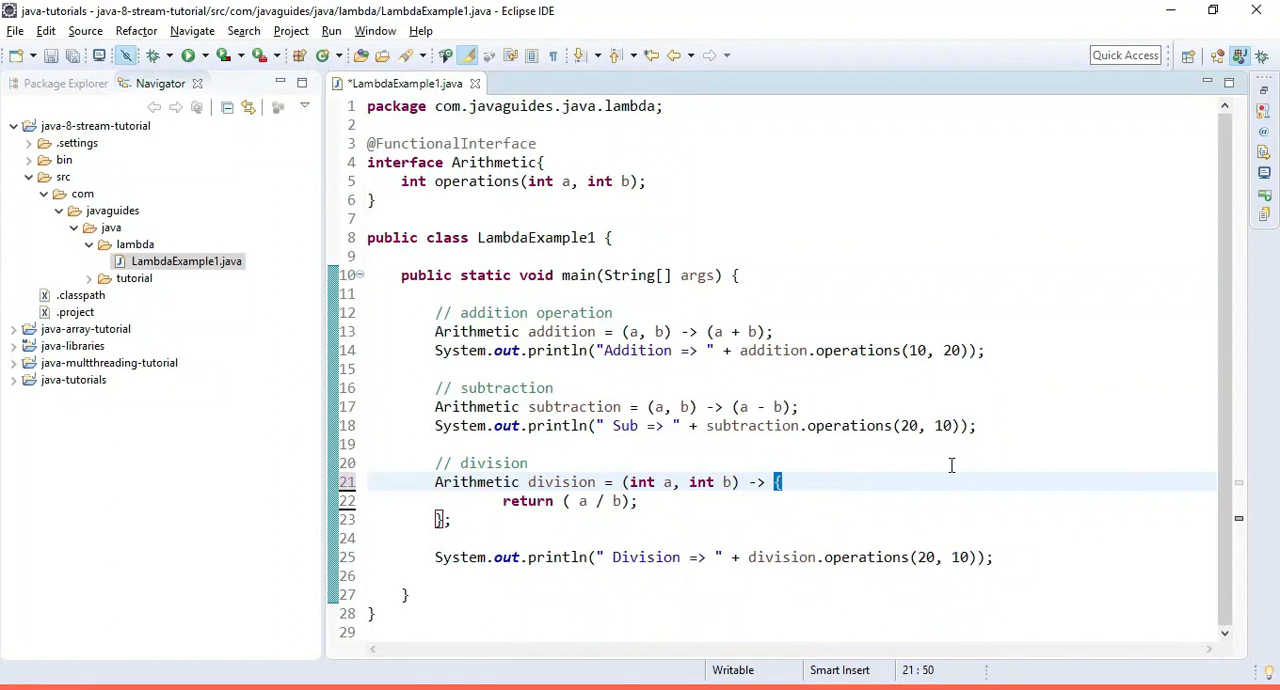 java-tutorials - java-8-stream-tutorial/src/com/javaguides/java/lambda/LambdaExample1.java - Eclipse IDE
File Edit Source Refactor Navigate Search Project Run Window Help
Quick Access
Package Explorer Navigator
java-8-stream-tutorial
.settings
bin
src
com
javaguides
java
lambda
LambdaExample1.java
tutorial
.classpath
.project
java-array-tutorial
java-libraries
java-multthreading-tutorial
java-tutorials
*LambdaExample1.java
1 package com.javaguides.java.lambda;
2
3 @FunctionalInterface
4 interface Arithmetic{
5 int operations(int a, int b);
6 }
7
8 public class LambdaExample1 {
9
10 public static void main(String[] args) {
11
12 // addition operation
13 Arithmetic addition = (a, b) -> (a + b);
14 System.out.println("Addition => " + addition.operations(10, 20));
15
16 // subtraction
17 Arithmetic subtraction = (a, b) -> (a - b);
18 System.out.println(" Sub => " + subtraction.operations(20, 10));
19
20 // division
21 Arithmetic division = (int a, int b) -> {
22 return ( a / b);
23 };
24
25 System.out.println(" Division => " + division.operations(20, 10));
26
27 }
28 }
29
Writable Smart Insert 21 : 50